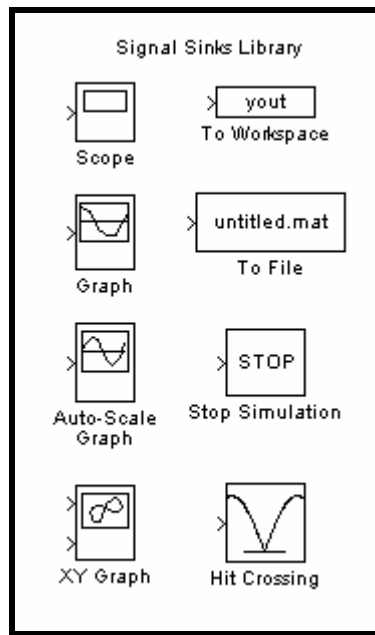 Signal Sinks Library
Scope
yout
To Workspace
Graph
untitled.mat
To File
Auto-Scale
Graph
STOP
Stop Simulation
XY Graph
Hit Crossing